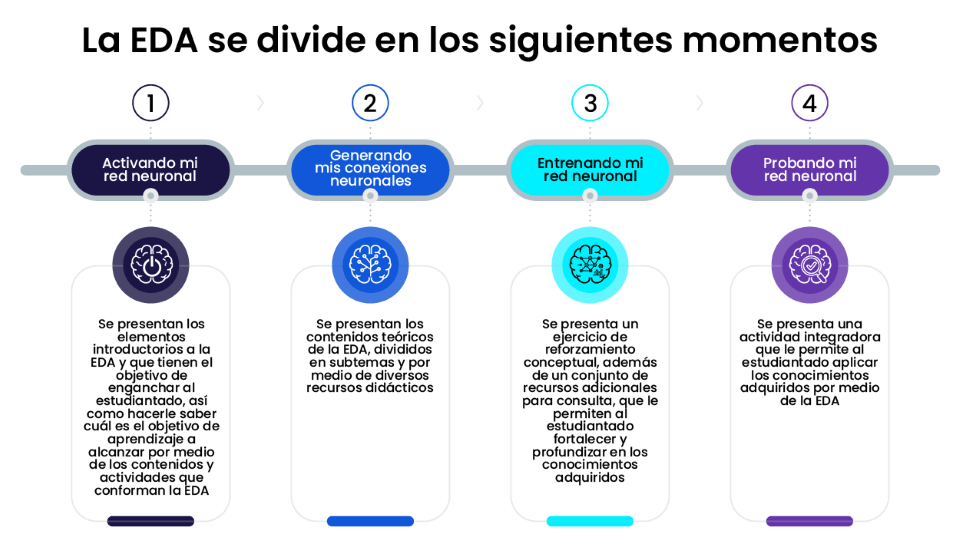 La EDA se divide en los siguientes momentos
1
2
3
4
Activando mi
red neuronal
Generando
mis conexiones
neuronales
Entrenando mi
red neuronal
Probando mi
red neuronal
Se presentan los
elementos
introductorios a la
EDA y que tienen el
objetivo de
enganchar al
estudiantado, así
como hacerle saber
cuál es el objetivo de
aprendizaje a
alcanzar por medio
de los contenidos y
actividades que
conforman la EDA
Se presentan los
contenidos teóricos
de la EDA, divididos
en subtemas y por
medio de diversos
recursos didácticos
Se presenta un
ejercicio de
reforzamiento
conceptual, además
de un conjunto de
recursos adicionales
para consulta, que le
permiten al
estudiantado
fortalecer y
profundizar en los
conocimientos
adquiridos
Se presenta una
actividad integradora
que le permite al
estudiantado aplicar
los conocimientos
adquiridos por medio
de la EDA